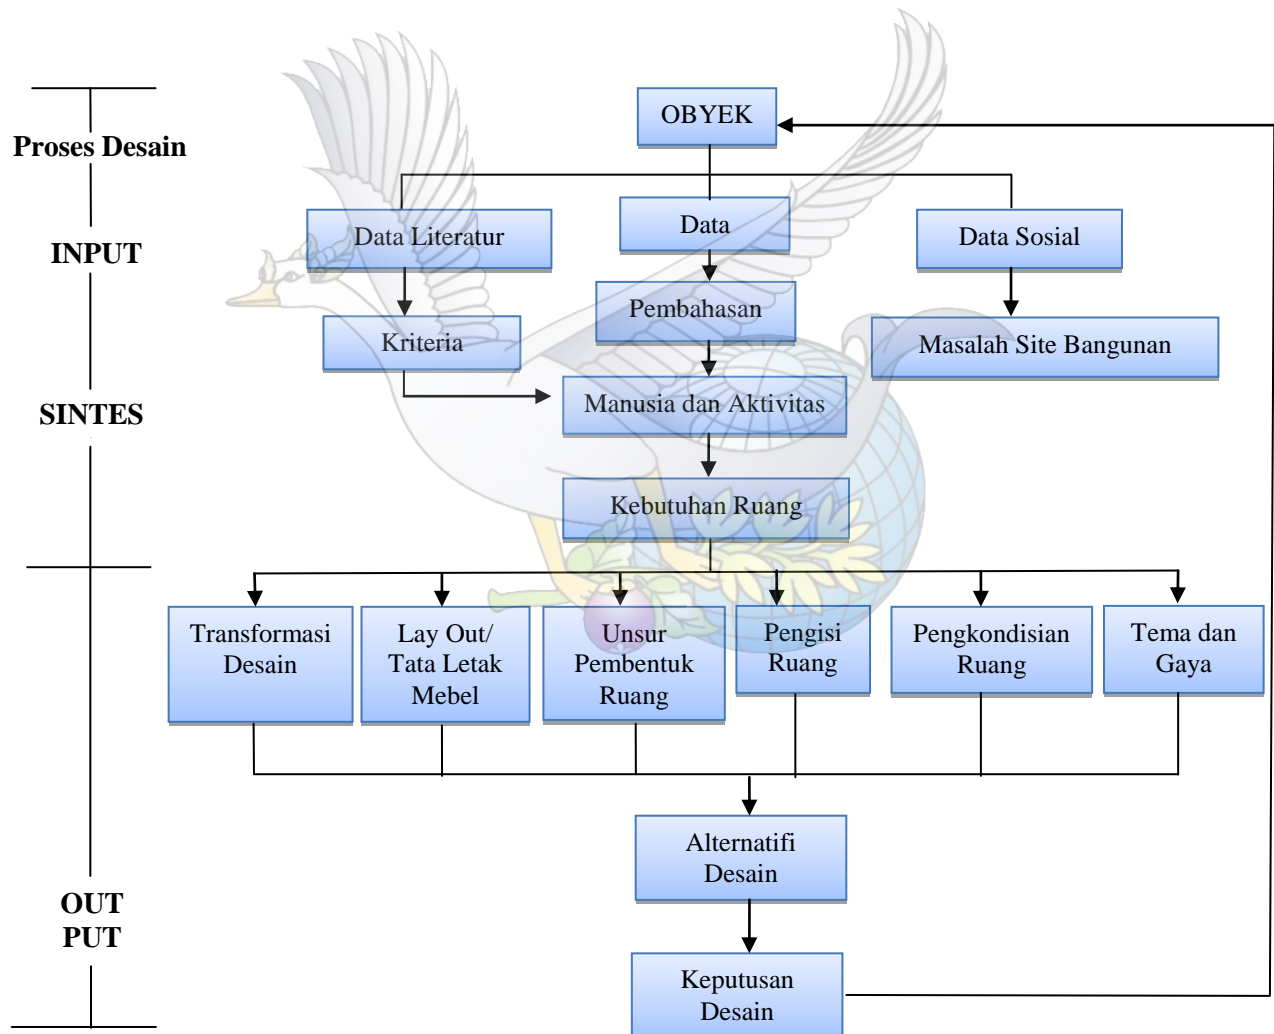 Proses Desain
INPUT
SINTES
OUT
PUT
OBYEK
Data Literatur
Data
Data Sosial
Kriteria
Pembahasan
Masalah Site Bangunan
Manusia dan Aktivitas
Kebutuhan Ruang
Transformasi
Desain
Lay Out/
Tata Letak
Mebel
Unsur
Pembentuk
Ruang
Pengisi
Ruang
Pengkondisian
Ruang
Tema dan
Gaya
Alternatifi
Desain
Keputusan
Desain